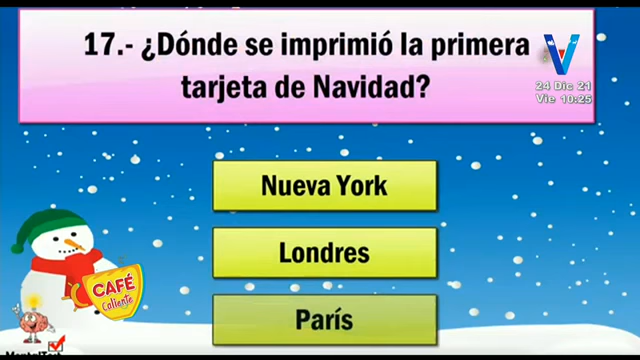 17.- ¿Dónde se imprimió la primera
tarjeta de Navidad?
V
24 Dic 21
Vie 10:25
Nueva York
Londres
París
CAFÉ
Caliente
MentalTest